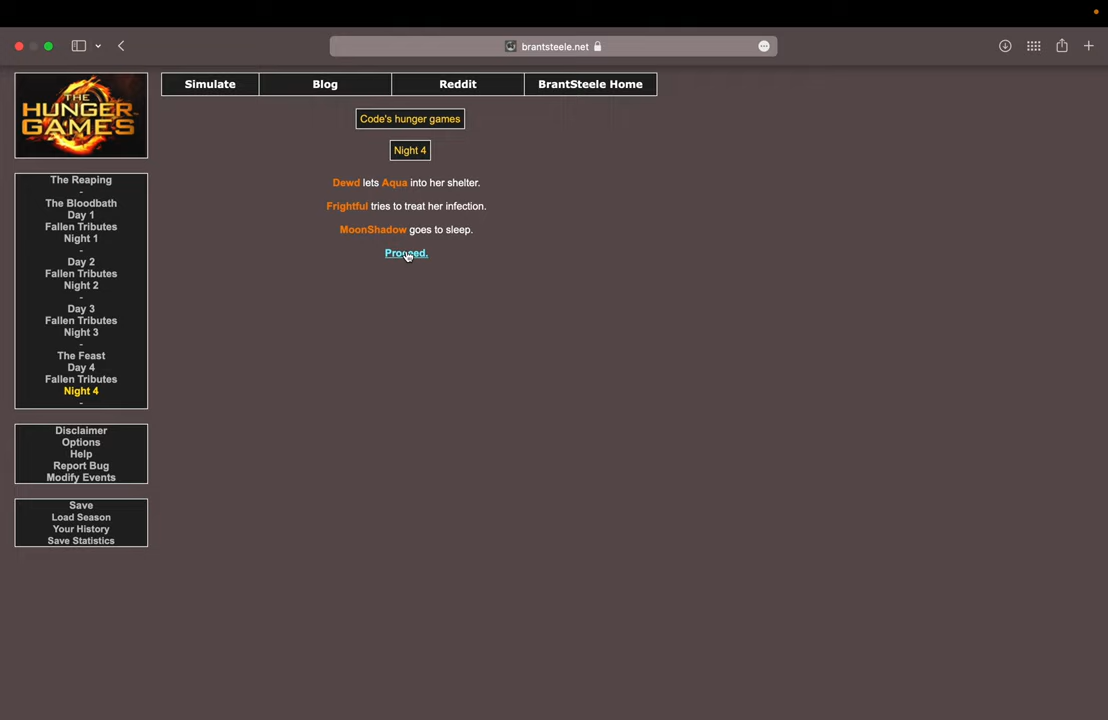 brantsteele.net
THE
HUNGER
GAMES
Simulate
Blog
Reddit
BrantSteele Home
Code's hunger games
Night 4
Dewd lets Aqua into her shelter.
Frightful tries to treat her infection.
MoonShadow goes to sleep.
Proceed.
The Reaping
-
The Bloodbath
Day 1
Fallen Tributes
Night 1
-
Day 2
Fallen Tributes
Night 2
-
Day 3
Fallen Tributes
Night 3
-
The Feast
Day 4
Fallen Tributes
Night 4
-
Disclaimer
Options
Help
Report Bug
Modify Events
Save
Load Season
Your History
Save Statistics